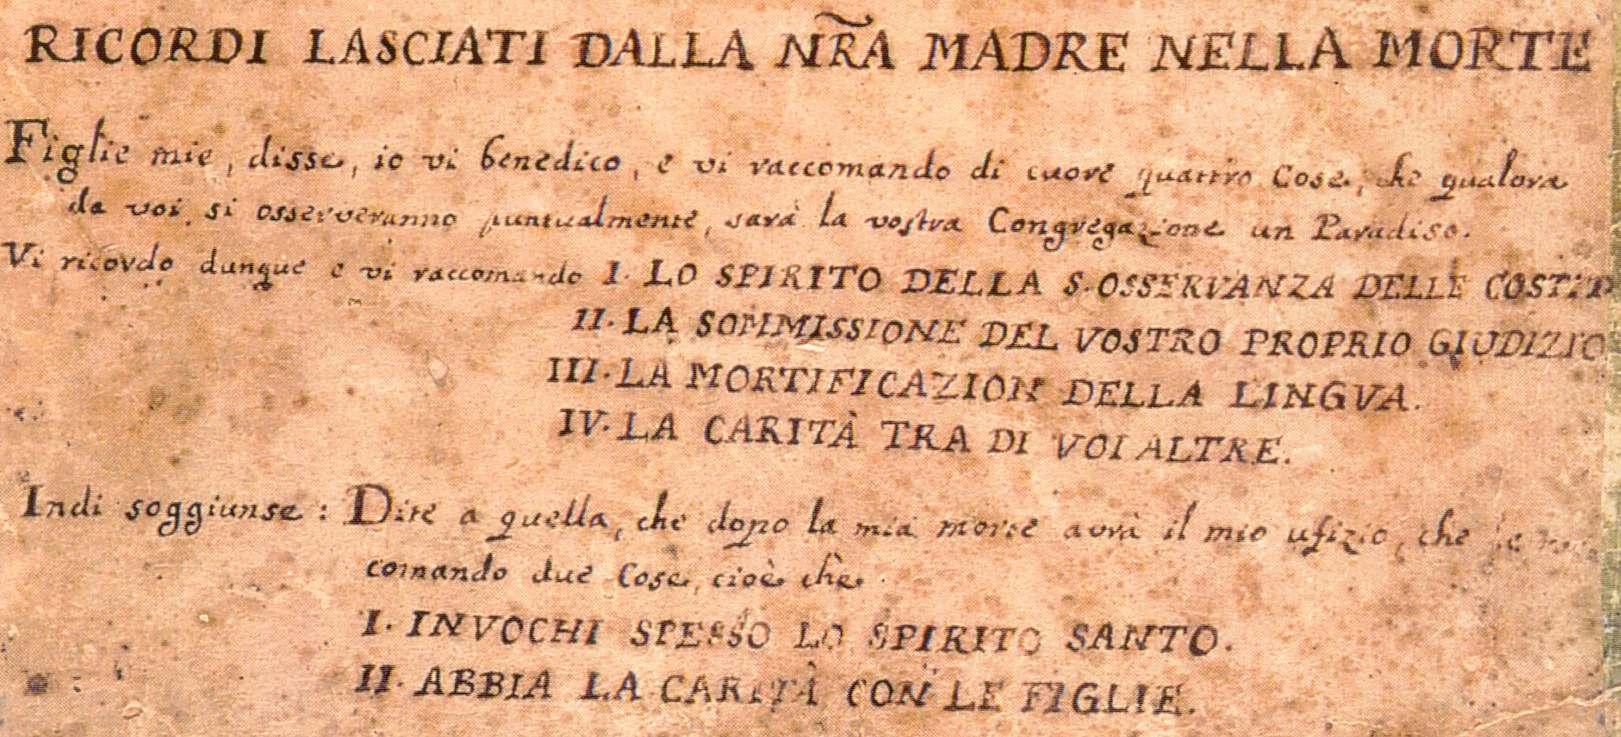 RICORDI LASCIATI DALLA NR̃A MADRE NELLA MORTE
Figlie mie, disse, io vi benedico, e vi raccomando di cuore quattro Cose, che qualora
da voi si osserveranno puntualmente, sarà la vostra Congregazione un Paradiso.
Vi ricordo dunque e vi raccomando I. LO SPIRITO DELLA S. OSSERVANZA DELLE
II. LA SOMMISSIONE DEL VOSTRO PROPRIO GIUDIZIO
III. LA MORTIFICAZION DELLA LINGVA.
IV. LA CARITÀ TRA DI VOI ALTRE.
Indi soggiunse: Dite a quella, che dopo la mia morte avrà il mio ufizio, che
comando due Cose, cioè che
I. INVOCHI SPESSO LO SPIRITO SANTO.
II. ABBIA LA CARITÀ CON LE FIGLIE.